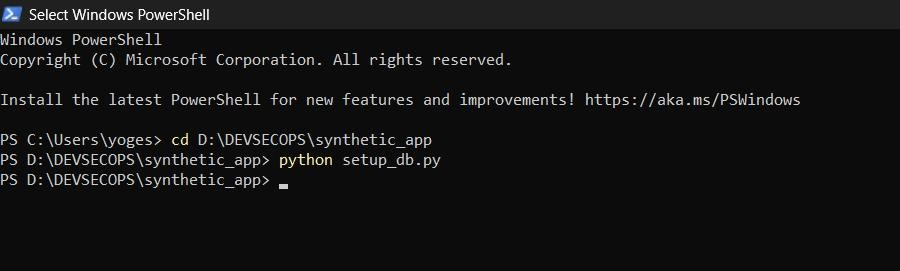 Select Windows PowerShell
Windows PowerShell
Copyright (C) Microsoft Corporation. All rights reserved.
Install the latest PowerShell for new features and improvements! https://aka.ms/PSWindows
PS C:\Users\yoges> cd D:\DEVSECOPS\synthetic_app
PS D:\DEVSECOPS\synthetic_app> python setup_db.py
PS D:\DEVSECOPS\synthetic_app>